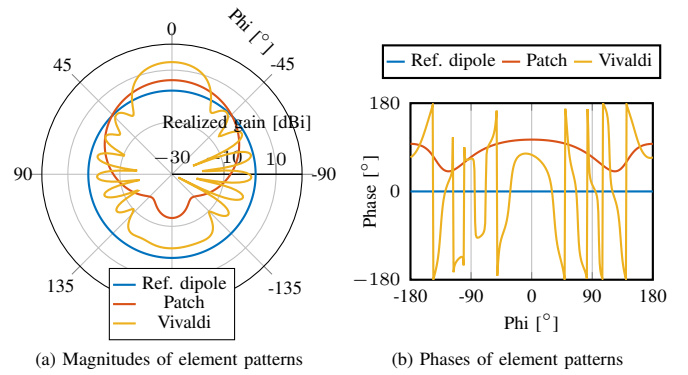 0
Phi [°]
45
-45
Realized gain [dBi]
−30
-10
10
90
-90
135
-135
Ref. dipole
Patch
Vivaldi
(a) Magnitudes of element patterns
Ref. dipole Patch Vivaldi
180
0
−180
Phase [°]
-180 -90 0 90 180
Phi [°]
(b) Phases of element patterns